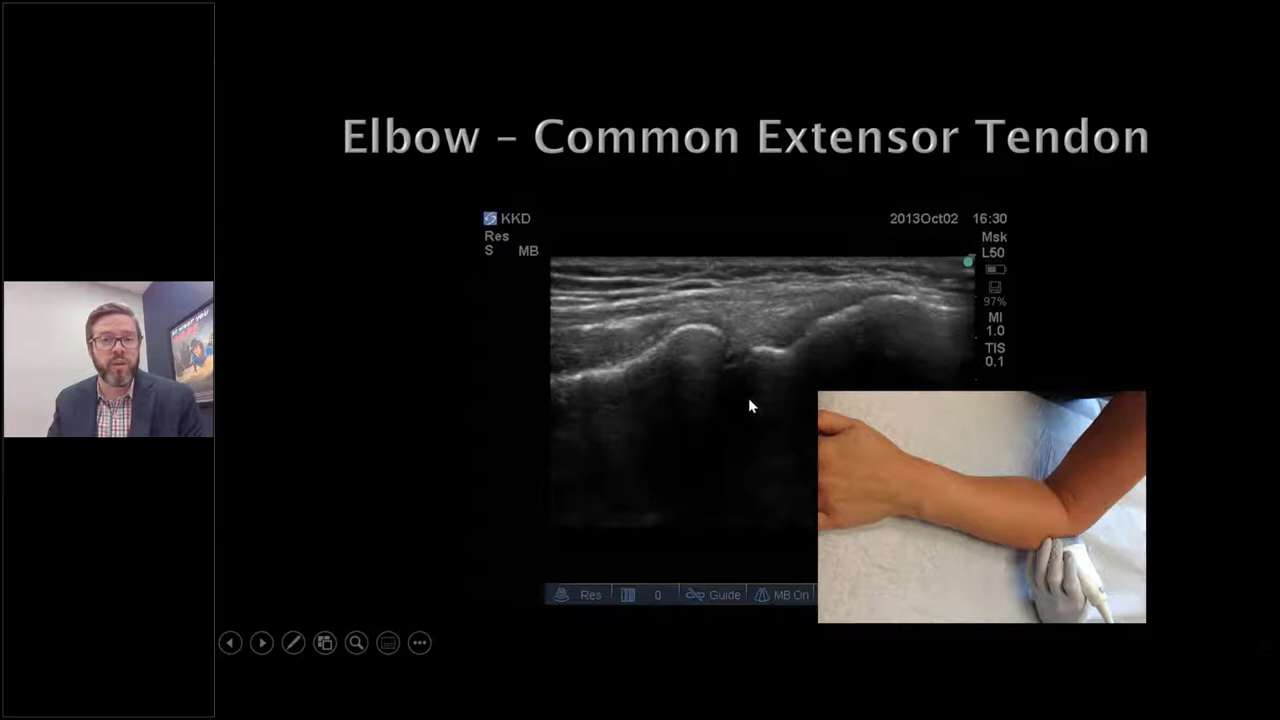 Elbow – Common Extensor Tendon
KKD
2013Oct02 16:30
Res
S MB
Msk
L50
97%
MI
1.0
TIS
0.1
Res 0 Guide MB On